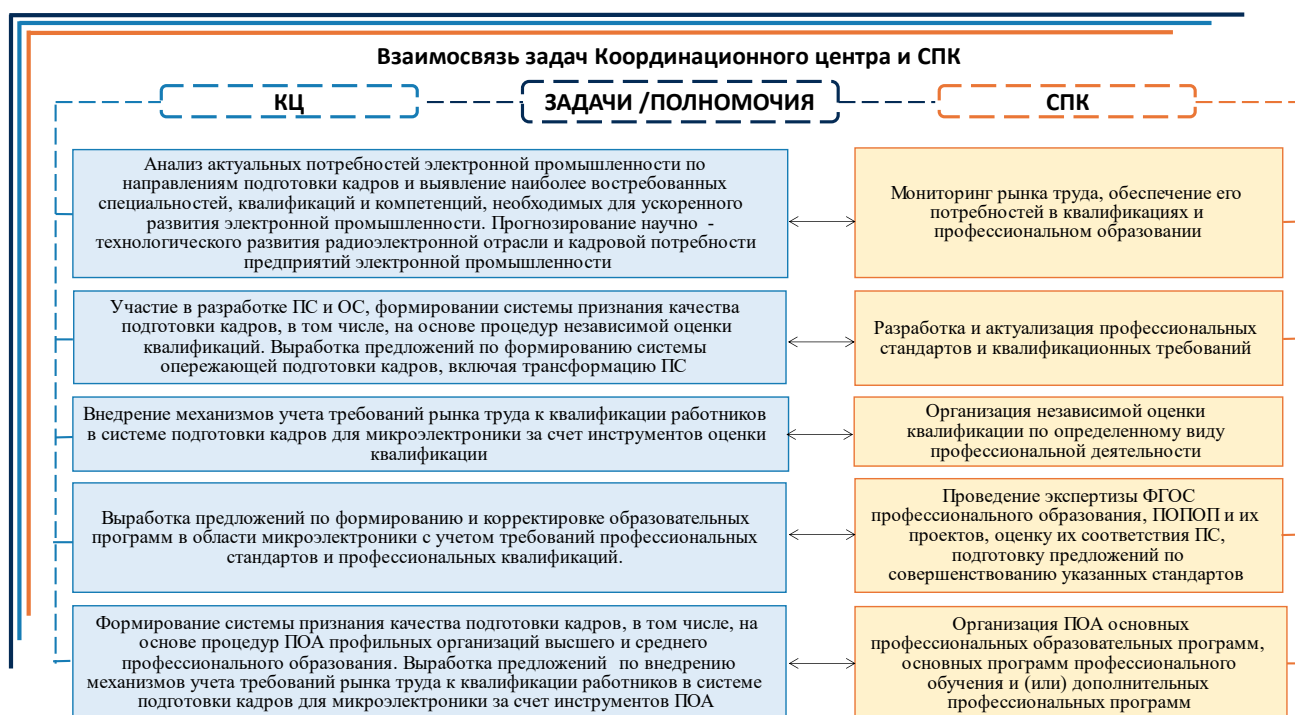 Взаимосвязь задач Координационного центра и СПК
КЦ
ЗАДАЧИ /ПОЛНОМОЧИЯ
СПК
Анализ актуальных потребностей электронной промышленности по
направлениям подготовки кадров и выявление наиболее востребованных
специальностей, квалификаций и компетенций, необходимых для ускоренного
развития электронной промышленности. Прогнозирование научно -
технологического развития радиоэлектронной отрасли и кадровой потребности
предприятий электронной промышленности
Мониторинг рынка труда, обеспечение его
потребностей в квалификациях и
профессиональном образовании
Участие в разработке ПС и ОС, формировании системы признания качества
подготовки кадров, в том числе, на основе процедур независимой оценки
квалификаций. Выработка предложений по формированию системы
опережающей подготовки кадров, включая трансформацию ПС
Разработка и актуализация профессиональных
стандартов и квалификационных требований
Внедрение механизмов учета требований рынка труда к квалификации работников
в системе подготовки кадров для микроэлектроники за счет инструментов оценки
квалификации
Организация независимой оценки
квалификации по определенному виду
профессиональной деятельности
Выработка предложений по формированию и корректировке образовательных
программ в области микроэлектроники с учетом требований профессиональных
стандартов и профессиональных квалификаций.
Проведение экспертизы ФГОС
профессионального образования, ПОПОП и их
проектов, оценку их соответствия ПС,
подготовку предложений по
совершенствованию указанных стандартов
Формирование системы признания качества подготовки кадров, в том числе, на
основе процедур ПОА профильных организаций высшего и среднего
профессионального образования. Выработка предложений по внедрению
механизмов учета требований рынка труда к квалификации работников в системе
подготовки кадров для микроэлектроники за счет инструментов ПОА
Организация ПОА основных
профессиональных образовательных программ,
основных программ профессионального
обучения и (или) дополнительных
профессиональных программ